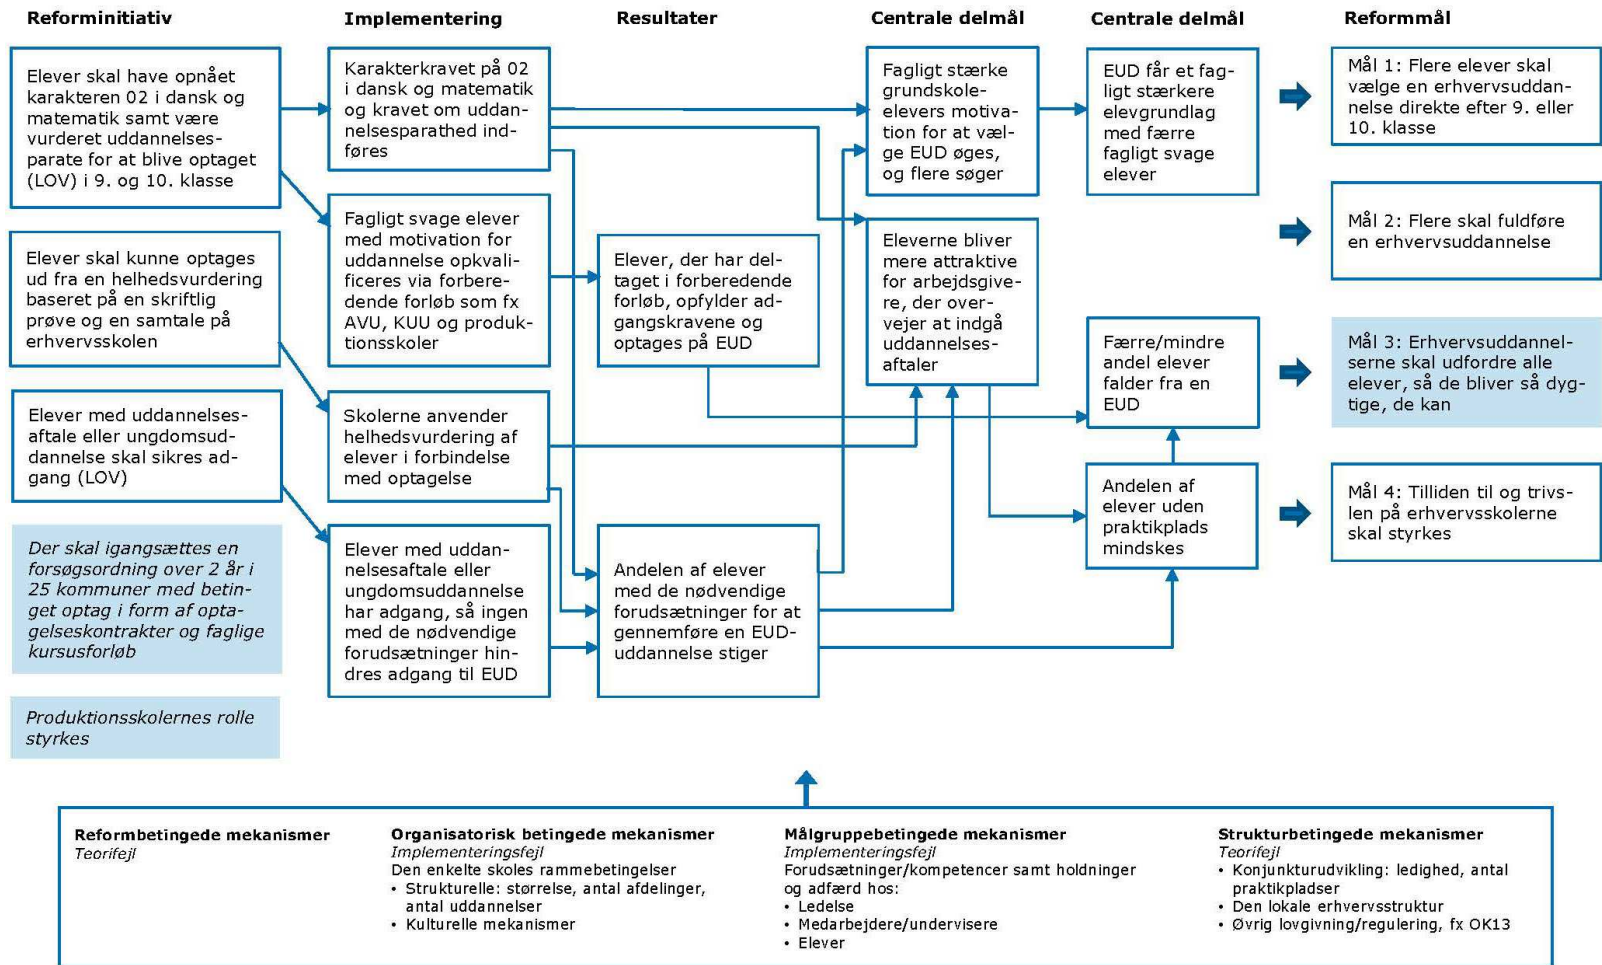 Reforminitiativ
Implementering
Resultater
Centrale delmål
Centrale delmål
Reformmål
Elever skal have opnået
karakteren 02 i dansk og
matematik samt være
vurderet uddannelses-
parate for at blive optaget
(LOV) i 9. og 10. klasse
Elever skal kunne optages
ud fra en helhedsvurdering
baseret på en skriftlig
prøve og en samtale på
erhvervsskolen
Elever med uddannelses-
aftale eller ungdomsud-
dannelse skal sikres ad-
gang (LOV)
Der skal igangsættes en
forsøgsordning over 2 år i
25 kommuner med betin-
get optag i form af opta-
gelseskontrakter og faglige
kursusforløb
Produktionsskolernes rolle
styrkes
Karakterkravet på 02
i dansk og matematik
og kravet om uddan-
nelsesparathed ind-
føres
Fagligt svage elever
med motivation for
uddannelse opkvali-
ficeres via forbere-
dende forløb som fx
AVU, KUU og produk-
tionsskoler
Skolerne anvender
helhedsvurdering af
elever i forbindelse
med optagelse
Elever med uddan-
nelsesaftale eller
ungdomsuddannelse
har adgang, så ingen
med de nødvendige
forudsætninger hin-
dres adgang til EUD
Elever, der har del-
taget i forberedende
forløb, opfylder ad-
gangskravene og
optages på EUD
Andelen af elever
med de nødvendige
forudsætninger for at
gennemføre en EUD-
uddannelse stiger
Fagligt stærke
grundskole-
elevers motiva-
tion for at væl-
ge EUD øges,
og flere søger
Eleverne bliver
mere attraktive
for arbejdsgive-
re, der over-
vejer at indgå
uddannelses-
aftaler
EUD får et fag-
ligt stærkere
elevgrundlag
med færre
fagligt svage
elever
Færre/mindre
andel elever
falder fra en
EUD
Andelen af
elever uden
praktikplads
mindskes
Mål 1: Flere elever skal
vælge en erhvervsuddan-
nelse direkte efter 9. eller
10. klasse
Mål 2: Flere skal fuldføre
en erhvervsuddannelse
Mål 3: Erhvervsuddannel-
serne skal udfordre alle
elever, så de bliver så dyg-
tige, de kan
Mål 4: Tilliden til og trivs-
len på erhvervsskolerne
skal styrkes
Reformbetingede mekanismer
Teorifejl
Organisatorisk betingede mekanismer
Implementeringsfejl
Den enkelte skoles rammebetingelser
• Strukturelle: størrelse, antal afdelinger,
antal uddannelser
• Kulturelle mekanismer
Målgruppebetingede mekanismer
Implementeringsfejl
Forudsætninger/kompetencer samt holdninger
og adfærd hos:
• Ledelse
• Medarbejdere/undervisere
• Elever
Strukturbetingede mekanismer
Teorifejl
• Konjunkturudvikling: ledighed, antal
praktikpladser
• Den lokale erhvervsstruktur
• Øvrig lovgivning/regulering, fx OK13